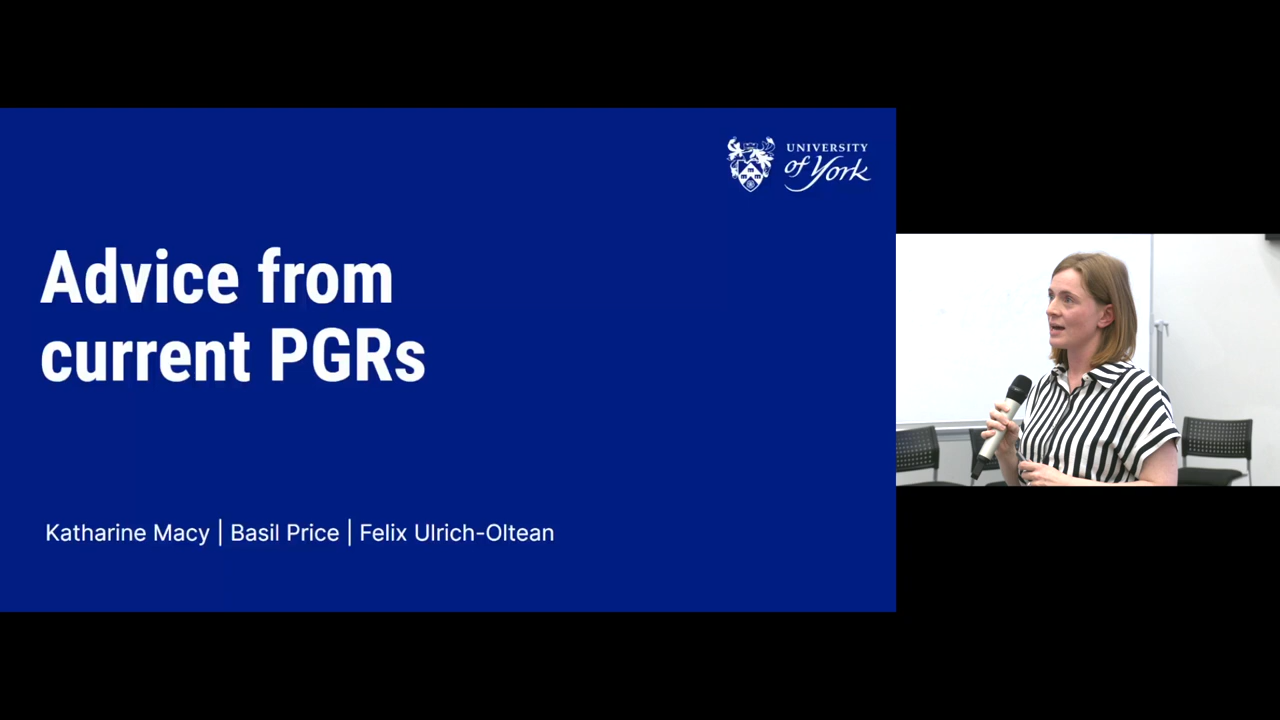 UNIVERSITY
of York
Advice from
current PGRs
Katharine Macy | Basil Price | Felix Ulrich-Oltean